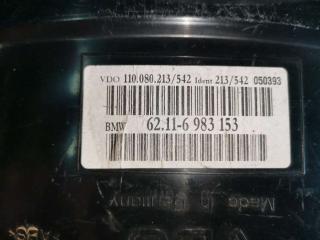 VDO 110.080.213/542 Ident 213/542 050393
BMW 62.11-6 983 153
Made in
Germany